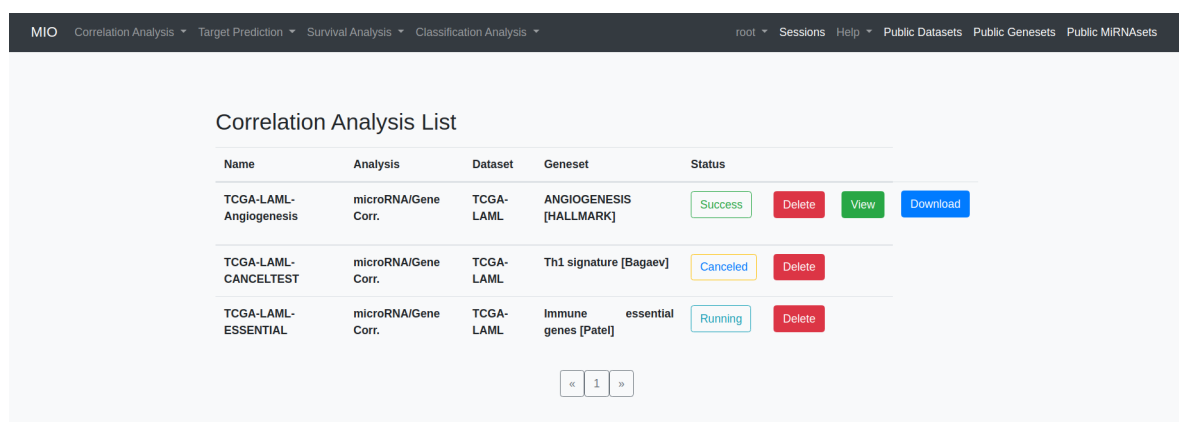 MIO Correlation Analysis Target Prediction Survival Analysis Classification Analysis root Sessions Help Public Datasets Public Genesets Public MiRNAsets
Correlation Analysis List
Name Analysis Dataset Geneset Status
TCGA-LAML- microRNA/Gene TCGA- ANGIOGENESIS
Angiogenesis Corr. LAML [HALLMARK]
Success Delete View Download
TCGA-LAML- microRNA/Gene TCGA- Th1 signature [Bagaev]
CANCELTEST Corr. LAML
Canceled Delete
TCGA-LAML- microRNA/Gene TCGA- Immune essential
ESSENTIAL Corr. LAML genes [Patel]
Running Delete
« 1 »